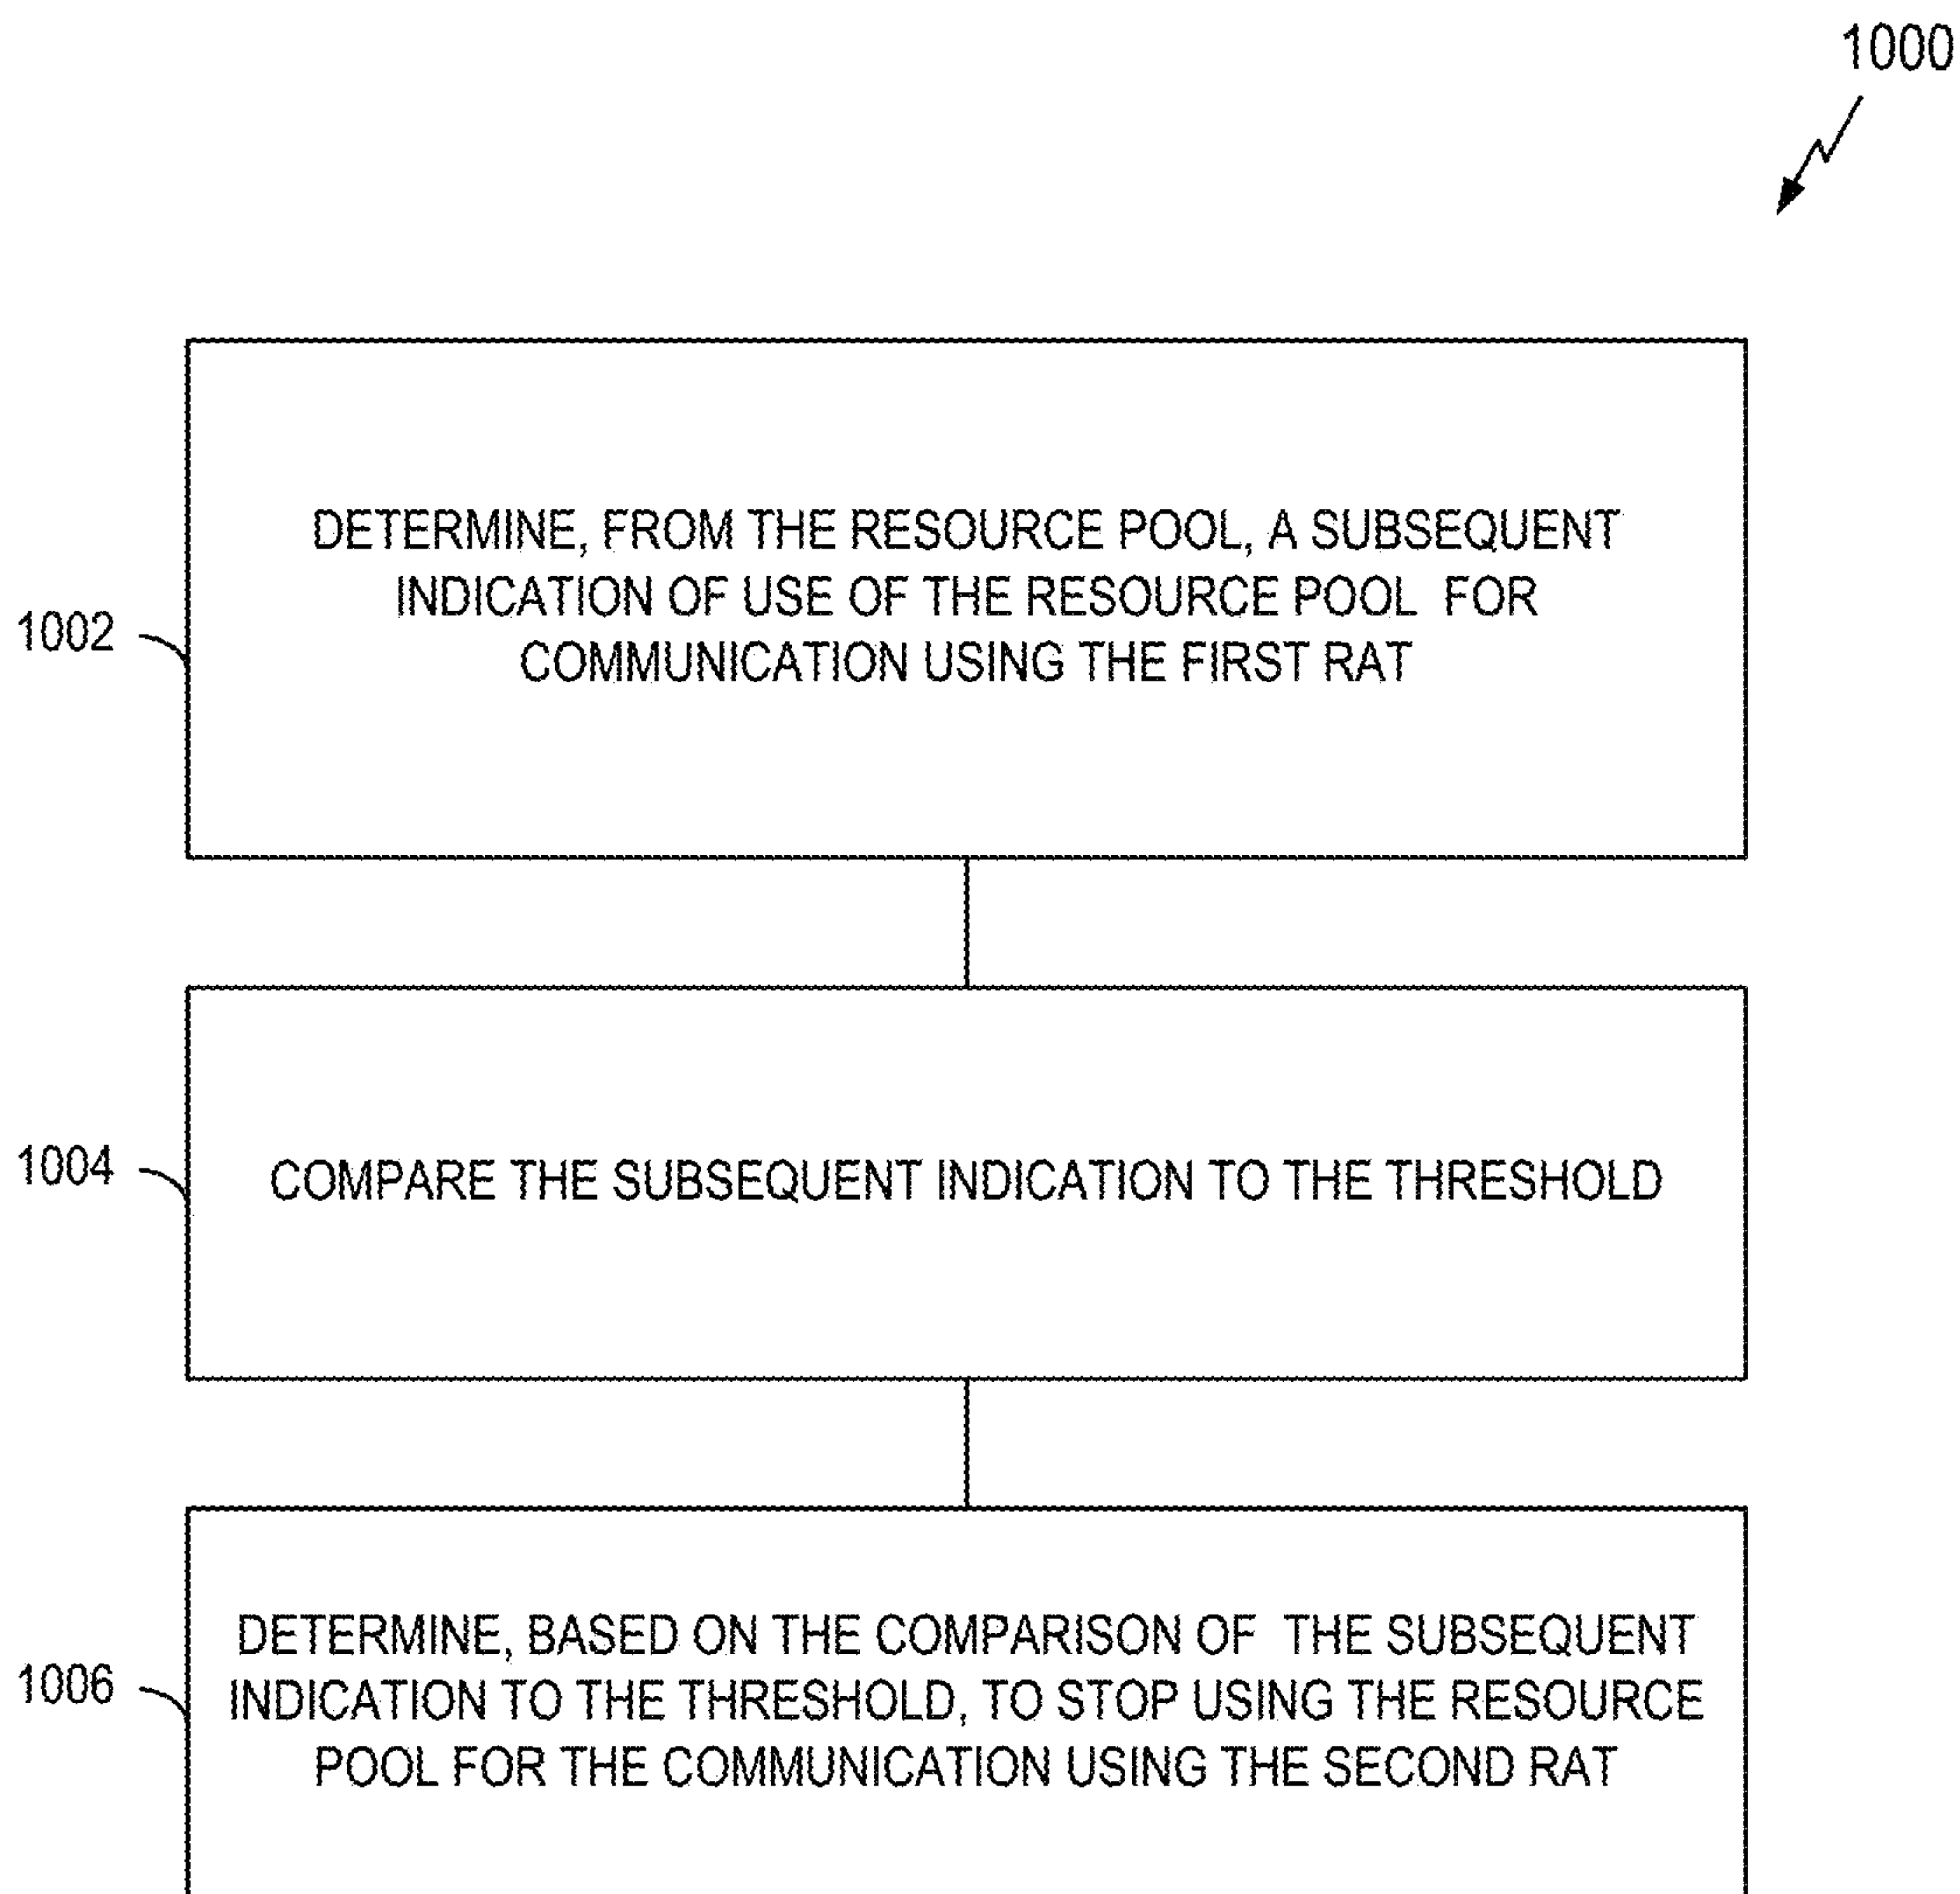 1000
DETERMINE, FROM THE RESOURCE POOL, A SUBSEQUENT
INDICATION OF USE OF THE RESOURCE POOL FOR
COMMUNICATION USING THE FIRST RAT
1002
COMPARE THE SUBSEQUENT INDICATION TO THE THRESHOLD
1004
DETERMINE, BASED ON THE COMPARISON OF THE SUBSEQUENT
INDICATION TO THE THRESHOLD, TO STOP USING THE RESOURCE
POOL FOR THE COMMUNICATION USING THE SECOND RAT
1006